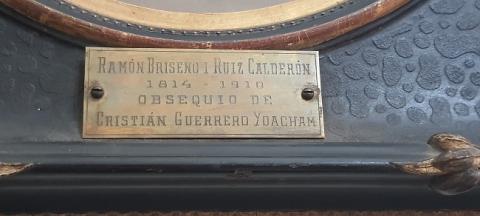 RAMÓN BRISEÑO I RUIZ CALDERÓN
1814 - 1910
OBSEQUIO DE
CRISTIÁN GUERRERO YOACHAM